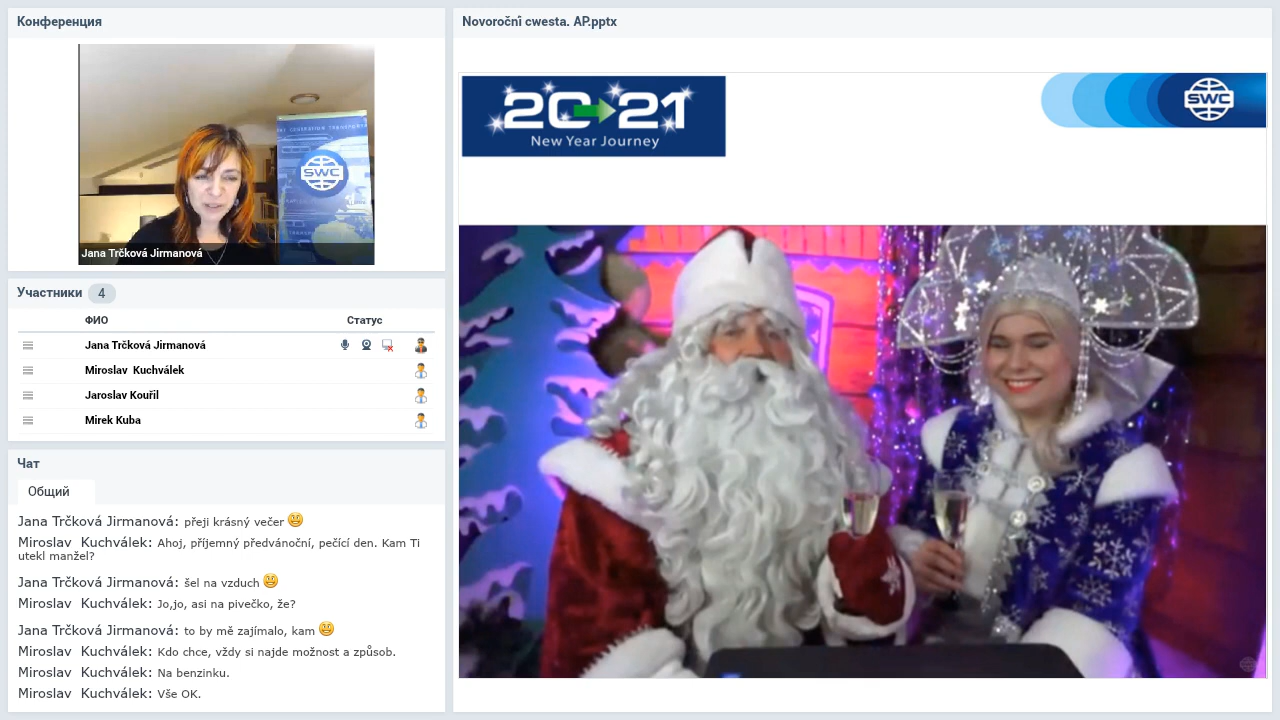 Конференция
SWC
Jana Trčková Jirmanová
Участники 4
ФИО Статус
Jana Trčková Jirmanová
Miroslav Kuchválek
Jaroslav Kouřil
Mirek Kuba
Чат
Общий
Jana Trčková Jirmanová: přeji krásný večer
Miroslav Kuchválek: Ahoj, příjemný předvánoční, pečící den. Kam Ti
utekl manžel?
Jana Trčková Jirmanová: šel na vzduch
Miroslav Kuchválek: Jo,jo, asi na pivečko, že?
Jana Trčková Jirmanová: to by mě zajímalo, kam
Miroslav Kuchválek: Kdo chce, vždy si najde možnost a způsob.
Miroslav Kuchválek: Na benzinku.
Miroslav Kuchválek: Vše OK.
Novoroční cwesta. AP.pptx
2021
New Year Journey
SWC